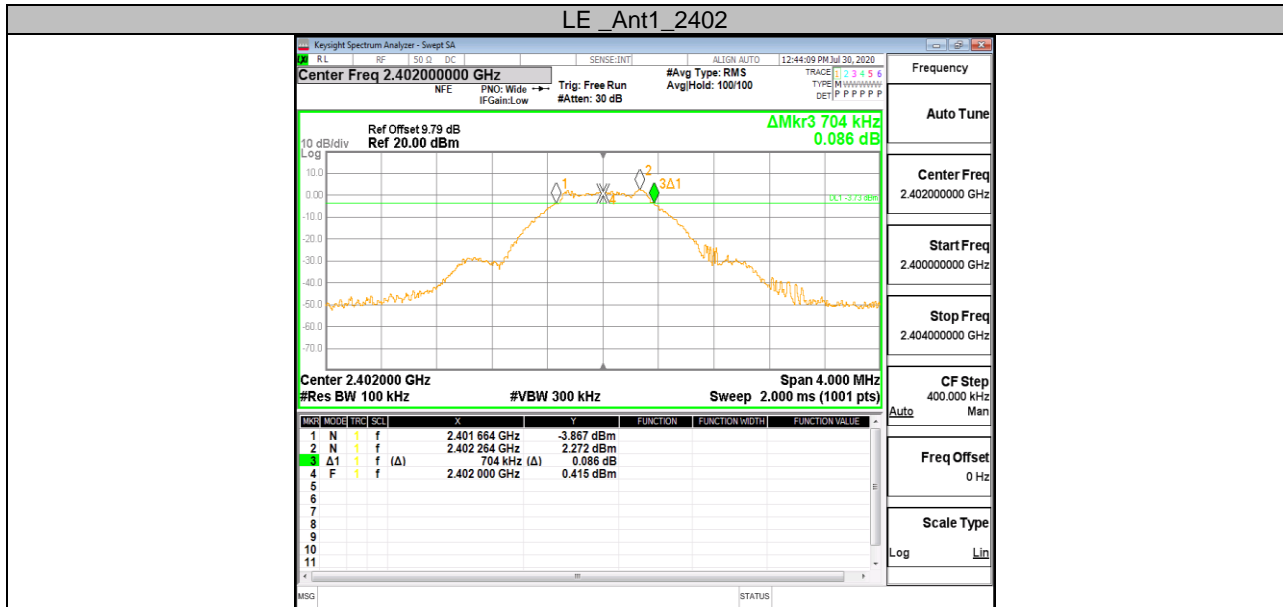 LE _Ant1_2402
Keysight Spectrum Analyzer - Swept SA
RL RF 50 Ω DC SENSE:INT ALIGN AUTO 12:44:09 PM Jul 30, 2020
Center Freq 2.402000000 GHz
NFE PNO: Wide Trig: Free Run
IFGain:Low #Atten: 30 dB
#Avg Type: RMS
Avg|Hold: 100/100
TRACE 1 2 3 4 5 6
TYPE M W W W W W
DET P P P P P P
ΔMkr3 704 kHz
0.086 dB
Ref Offset 9.79 dB
10 dB/div Ref 20.00 dBm
Log
10.0
0.00
-10.0
-20.0
-30.0
-40.0
-50.0
-60.0
-70.0
1
2
3Δ1
4
DL1 -3.73 dBm
Center 2.402000 GHz Span 4.000 MHz
#Res BW 100 kHz #VBW 300 kHz Sweep 2.000 ms (1001 pts)
MKR MODE TRC SCL X Y FUNCTION FUNCTION WIDTH FUNCTION VALUE
1 N 1 f 2.401 664 GHz -3.867 dBm
2 N 1 f 2.402 264 GHz 2.272 dBm
3 Δ1 1 f (Δ) 704 kHz (Δ) 0.086 dB
4 F 1 f 2.402 000 GHz 0.415 dBm
5
6
7
8
9
10
11
MSG STATUS
Frequency
Auto Tune
Center Freq
2.402000000 GHz
Start Freq
2.400000000 GHz
Stop Freq
2.404000000 GHz
CF Step
400.000 kHz
Auto Man
Freq Offset
0 Hz
Scale Type
Log Lin